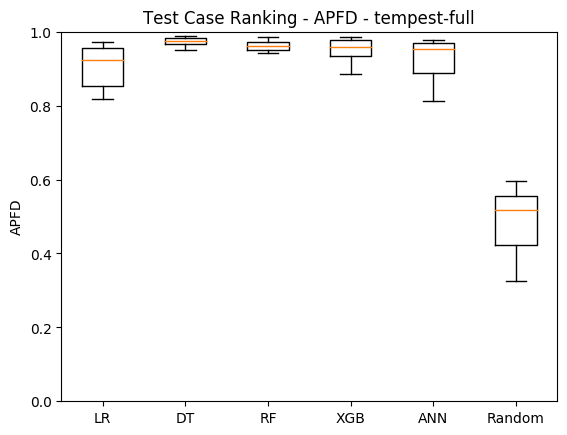 Test Case Ranking - APFD - tempest-full
1.0
0.8
0.6
0.4
0.2
0.0
APFD
LR DT RF XGB ANN Random